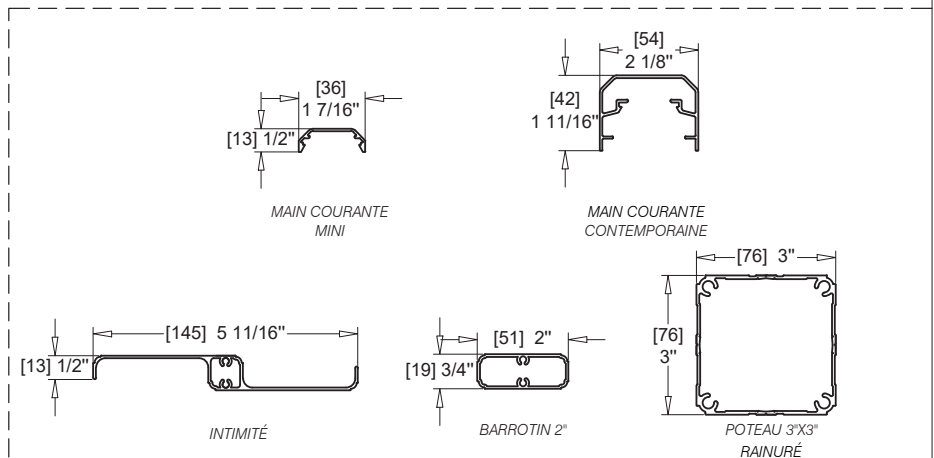 [36]
1 7/16"
[13] 1/2"
MAIN COURANTE
MINI
[54]
2 1/8"
[42]
1 11/16"
MAIN COURANTE
CONTEMPORAINE
[145] 5 11/16"
[13] 1/2"
INTIMITÉ
[51] 2"
[19] 3/4"
BARROTIN 2"
[76] 3"
[76]
3"
POTEAU 3"X3"
RAINURÉ